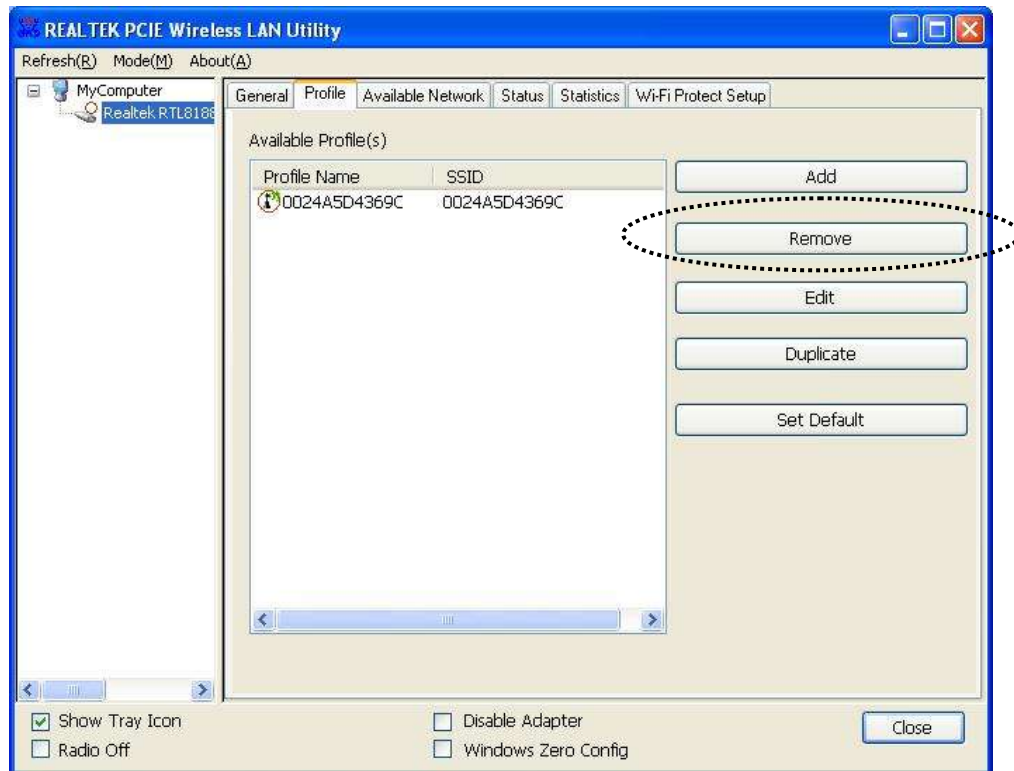 REALTEK PCIE Wireless LAN Utility
Refresh(R) Mode(M) About(A)
MyComputer
Realtek RTL8188
General Profile Available Network Status Statistics Wi-Fi Protect Setup
Available Profile(s)
Profile Name SSID
0024A5D4369C 0024A5D4369C
Add
Remove
Edit
Duplicate
Set Default
Show Tray Icon
Radio Off
Disable Adapter
Windows Zero Config
Close